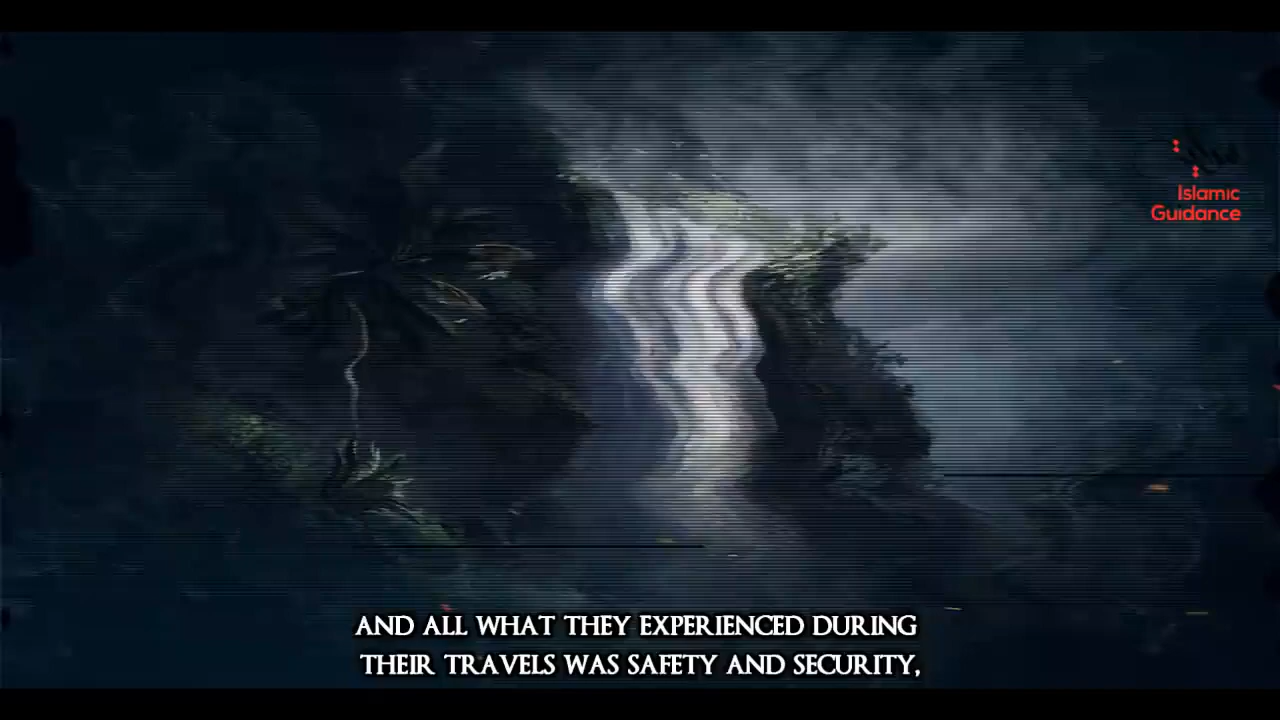 Islamic
Guidance
AND ALL WHAT THEY EXPERIENCED DURING
THEIR TRAVELS WAS SAFETY AND SECURITY,